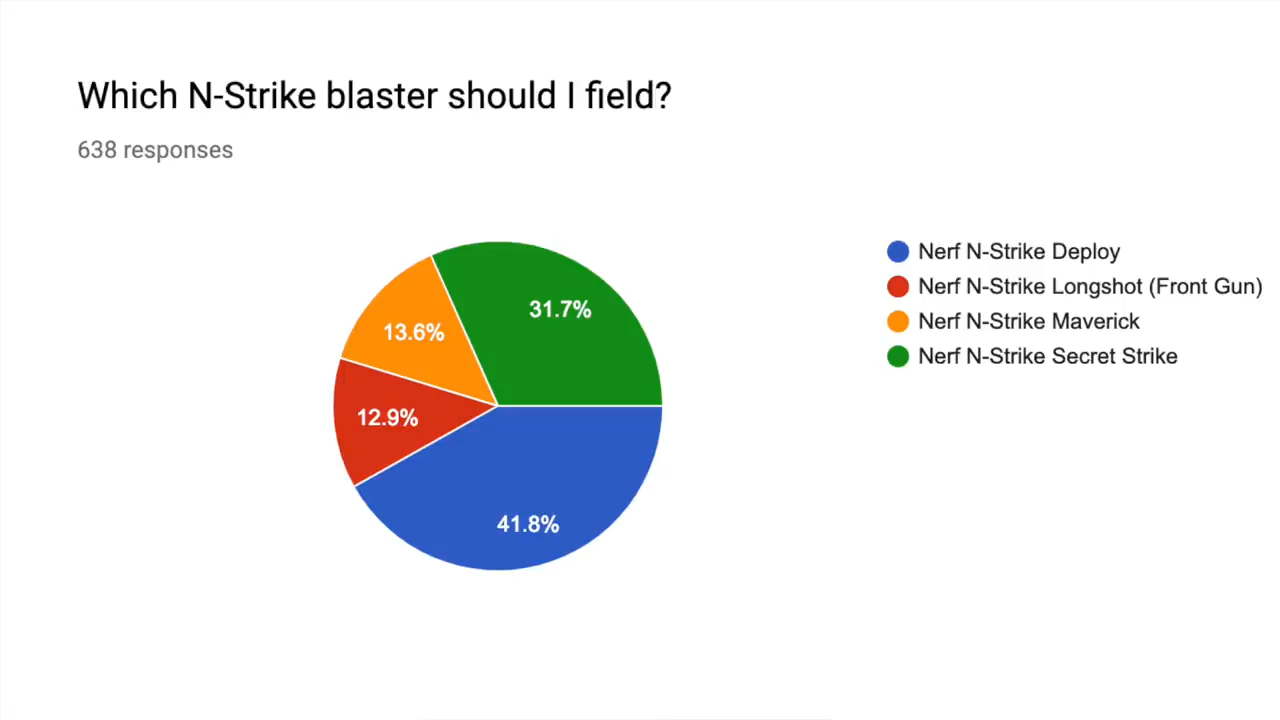 Which N-Strike blaster should I field?
638 responses
31.7%
13.6%
12.9%
41.8%
Nerf N-Strike Deploy
Nerf N-Strike Longshot (Front Gun)
Nerf N-Strike Maverick
Nerf N-Strike Secret Strike